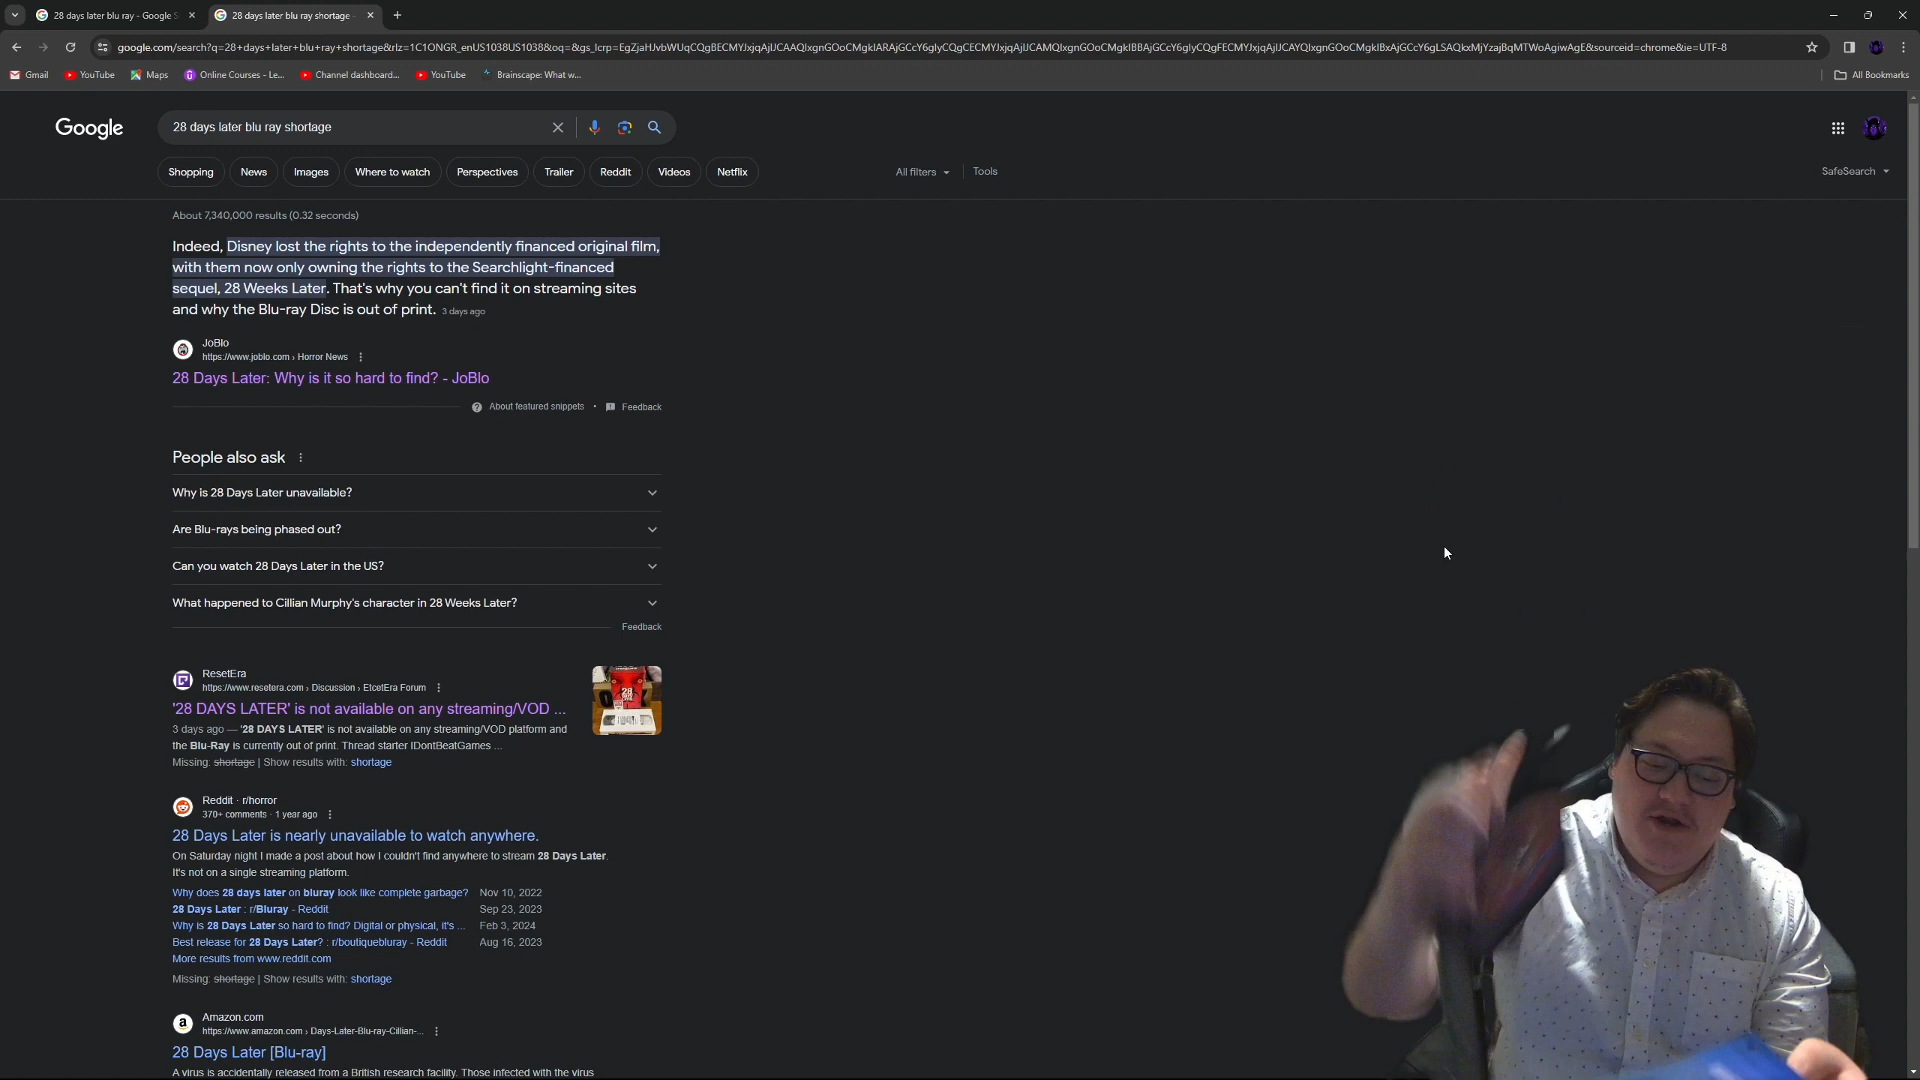 28 days later blu ray - Google S
28 days later blu ray shortage -
google.com/search?q=28+days+later+blu+ray+shortage&rlz=1C1ONGR_enUS1038US1038&oq=&gs_lcrp=
Gmail
YouTube
Maps
Online Courses - Le...
Channel dashboard...
YouTube
Brainscape: What w...
All Bookmarks
Google
28 days later blu ray shortage
Shopping
News
Images
Where to watch
Perspectives
Trailer
Reddit
Videos
Netflix
All filters
Tools
SafeSearch
About 7,340,000 results (0.32 seconds)
Indeed, Disney lost the rights to the independently financed original film,
with them now only owning the rights to the Searchlight-financed
sequel, 28 Weeks Later. That's why you can't find it on streaming sites
and why the Blu-ray Disc is out of print. 3 days ago
JoBlo
https://www.joblo.com › Horror News
28 Days Later: Why is it so hard to find? - JoBlo
About featured snippets • Feedback
People also ask
Why is 28 Days Later unavailable?
Are Blu-rays being phased out?
Can you watch 28 Days Later in the US?
What happened to Cillian Murphy's character in 28 Weeks Later?
Feedback
ResetEra
https://www.resetera.com › Discussion › EtcetEra Forum
'28 DAYS LATER' is not available on any streaming/VOD ...
3 days ago — '28 DAYS LATER' is not available on any streaming/VOD platform and
the Blu-Ray is currently out of print. Thread starter IDontBeatGames ...
Missing: shortage | Show results with: shortage
Reddit · r/horror
370+ comments · 1 year ago
28 Days Later is nearly unavailable to watch anywhere.
On Saturday night I made a post about how I couldn't find anywhere to stream 28 Days Later.
It's not on a single streaming platform.
Why does 28 days later on bluray look like complete garbage? Nov 10, 2022
28 Days Later : r/Bluray - Reddit Sep 23, 2023
Why is 28 Days Later so hard to find? Digital or physical, it's ... Feb 3, 2024
Best release for 28 Days Later? : r/boutiquebluray - Reddit Aug 16, 2023
More results from www.reddit.com
Missing: shortage | Show results with: shortage
Amazon.com
https://www.amazon.com › Days-Later-Blu-ray-Cillian-...
28 Days Later [Blu-ray]
A virus is accidentally released from a British research facility. Those infected with the virus